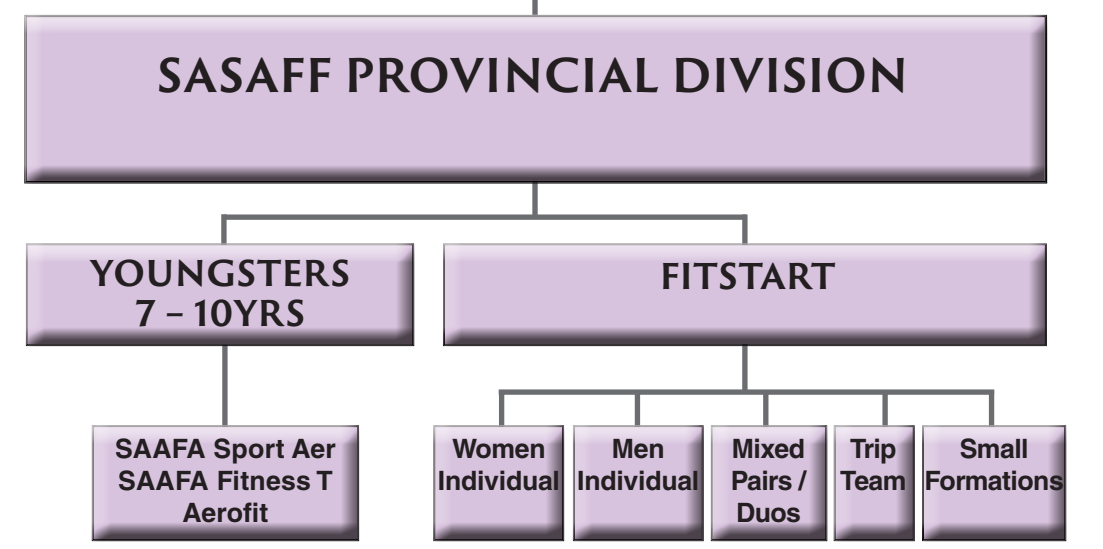 SASAFF PROVINCIAL DIVISION
YOUNGSTERS
7 – 10YRS
FITSTART
SAAFA Sport Aer
SAAFA Fitness T
Aerofit
Women
Individual
Men
Individual
Mixed
Pairs /
Duos
Trip
Team
Small
Formations